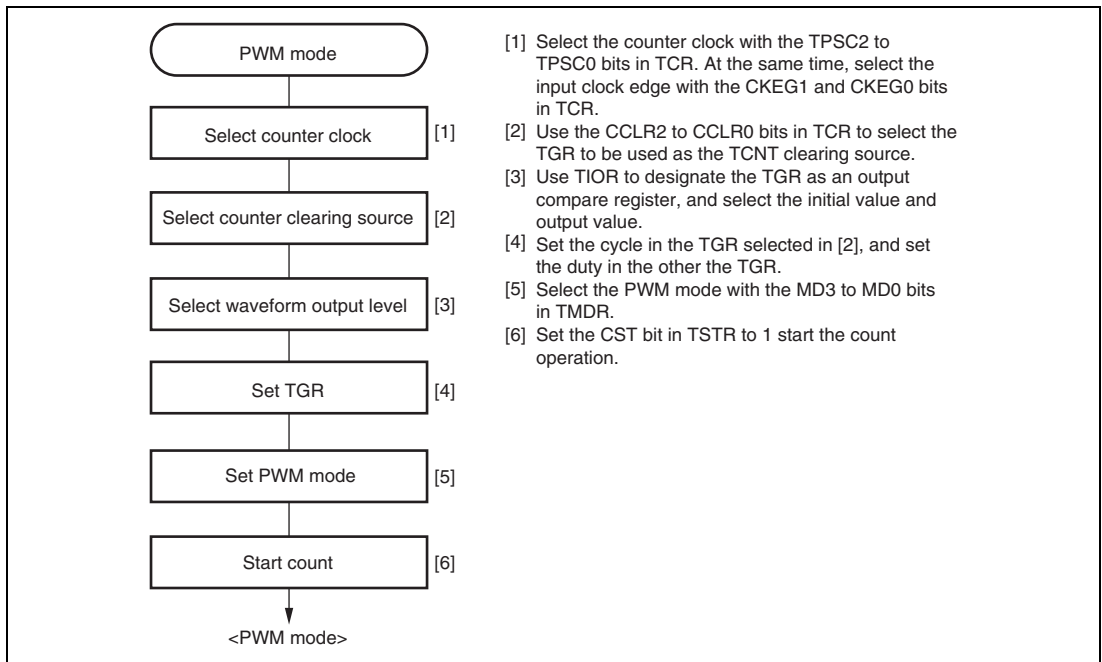 PWM mode
Select counter clock
[1]
Select counter clearing source
[2]
Select waveform output level
[3]
Set TGR
[4]
Set PWM mode
[5]
Start count
[6]
<PWM mode>
[1] Select the counter clock with the TPSC2 to
TPSC0 bits in TCR. At the same time, select the
input clock edge with the CKEG1 and CKEG0 bits
in TCR.
[2] Use the CCLR2 to CCLR0 bits in TCR to select the
TGR to be used as the TCNT clearing source.
[3] Use TIOR to designate the TGR as an output
compare register, and select the initial value and
output value.
[4] Set the cycle in the TGR selected in [2], and set
the duty in the other the TGR.
[5] Select the PWM mode with the MD3 to MD0 bits
in TMDR.
[6] Set the CST bit in TSTR to 1 start the count
operation.